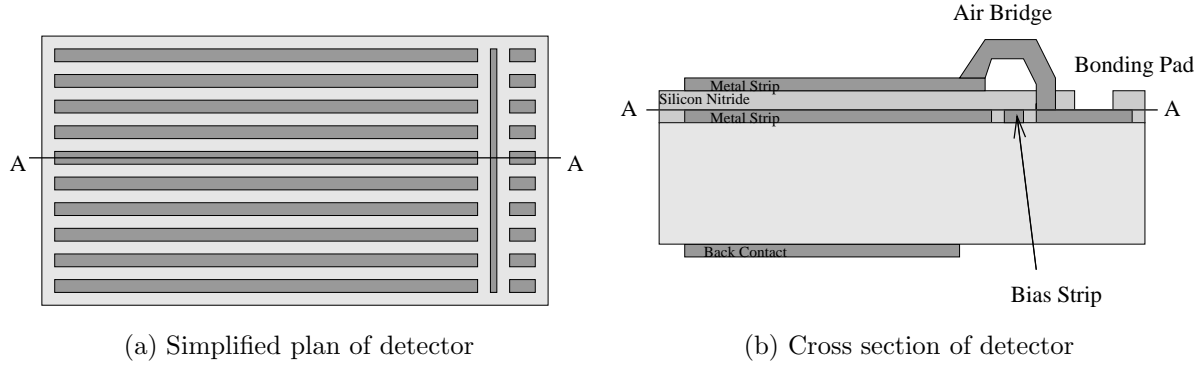 Air Bridge
Bonding Pad
Metal Strip
Silicon Nitride
A A A A
Metal Strip
Back Contact
Bias Strip
(a) Simplified plan of detector
(b) Cross section of detector